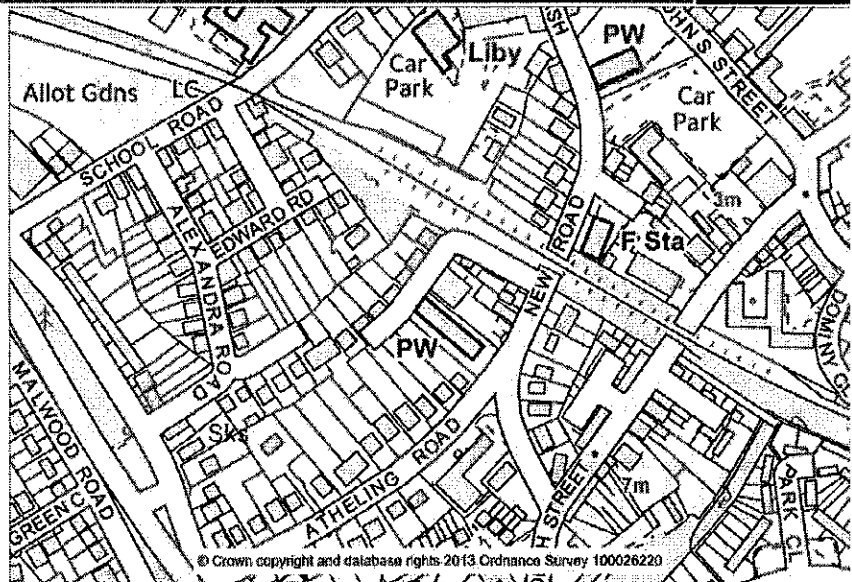 Allot Gdns
LC
SCHOOL ROAD
Car
Park
Liby
SH
PW
OHNS STREET
Car
Park
3m
F Sta
NEW ROAD
EDWARD RD
ALEXANDRA ROAD
PW
Sks
ATHELING ROAD
H STREET
7m
MALWOOD ROAD
GREEN C
PARK CL
© Crown copyright and database rights 2013 Ordnance Survey 100026220